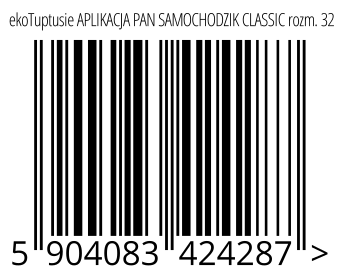 ekoTuptusie APLIKACJA PAN SAMOCHODZIK CLASSIC rozm. 32
5 904083 424287 >